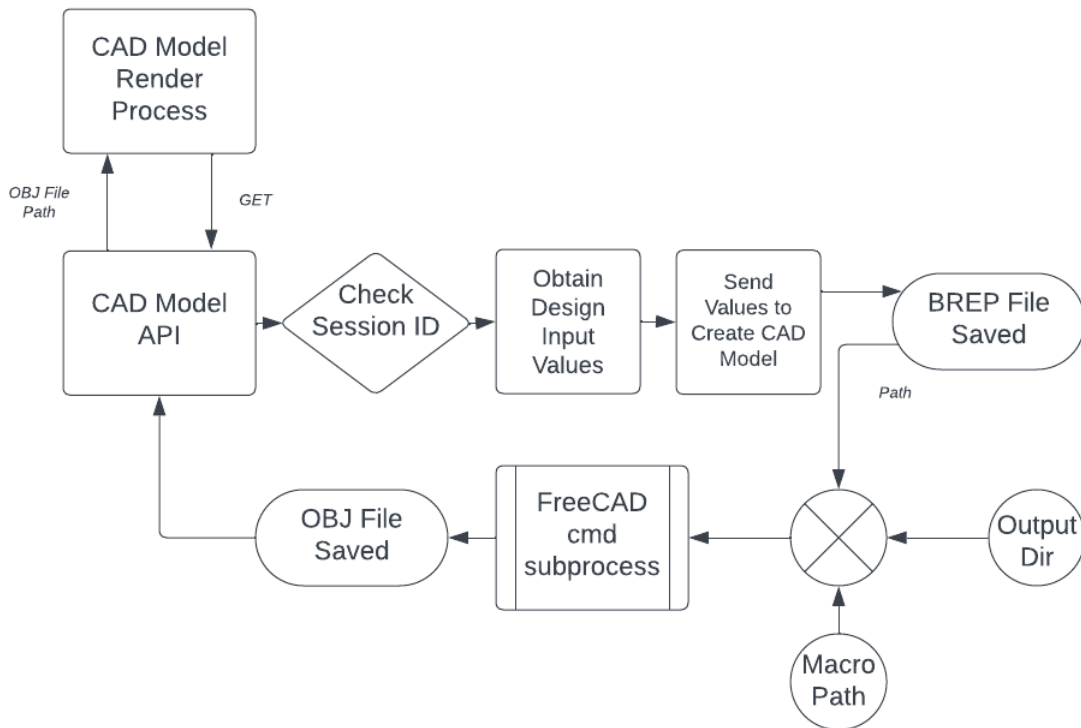 CAD Model
Render
Process
OBJ File
Path
GET
CAD Model
API
Check
Session ID
Obtain
Design
Input
Values
Send
Values to
Create CAD
Model
BREP File
Saved
Path
OBJ File
Saved
FreeCAD
cmd
subprocess
Output
Dir
Macro
Path